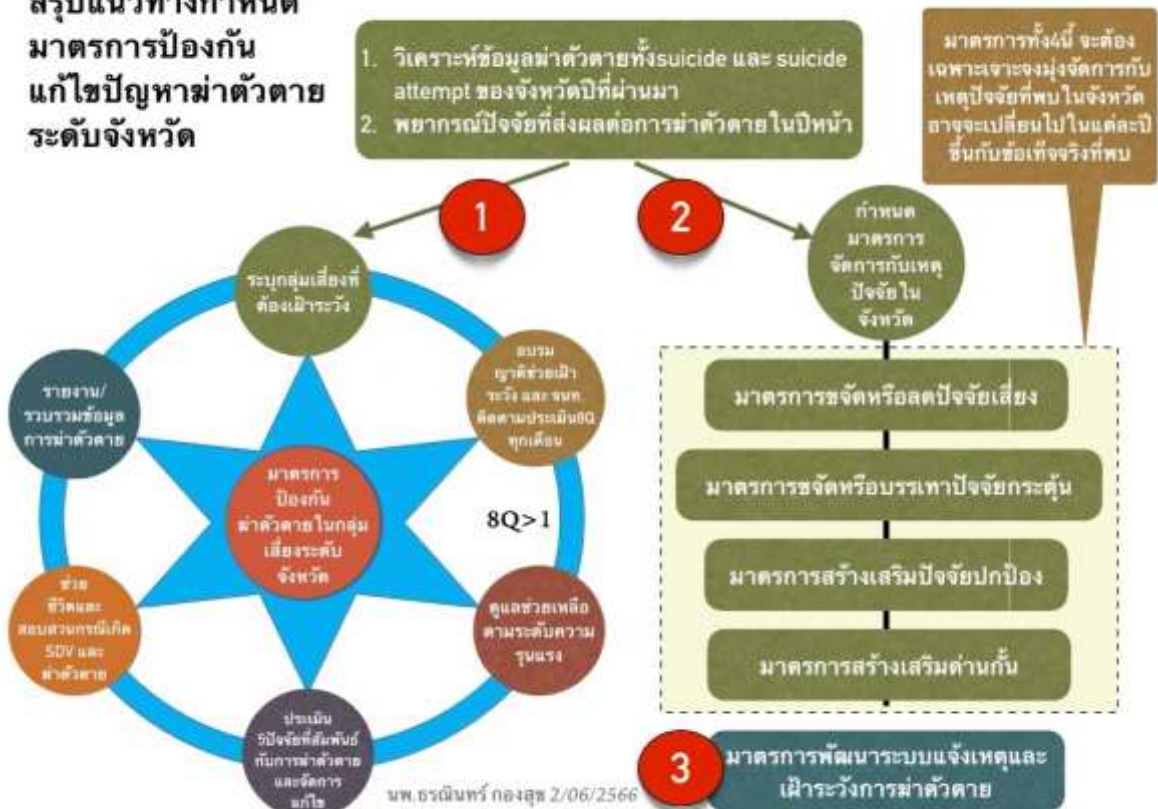 สรุปแนวทางกำหนด
มาตรการป้องกัน
แก้ไขปัญหาฆ่าตัวตาย
ระดับจังหวัด
1. วิเคราะห์ข้อมูลฆ่าตัวตายทั้งsuicide และ suicide
attempt ของจังหวัดปีที่ผ่านมา
2. พยากรณ์ปัจจัยที่ส่งผลต่อการฆ่าตัวตายในปีหน้า
มาตรการทั้ง4นี้ จะต้อง
เฉพาะเจาะจงมุ่งจัดการกับ
เหตุปัจจัยที่พบในจังหวัด
อาจจะเปลี่ยนไปในแต่ละปี
ขึ้นกับข้อเท็จจริงที่พบ
1
2
ระบุกลุ่มเสี่ยงที่
ต้องเฝ้าระวัง
อบรม
ญาติช่วยเฝ้า
ระวัง และ จนท.
ติดตามประเมิน8Q
ทุกเดือน
8Q>1
ดูแลช่วยเหลือ
ตามระดับความ
รุนแรง
ประเมิน
5ปัจจัยที่สัมพันธ์
กับการฆ่าตัวตาย
และจัดการ
แก้ไข
ช่วย
ชีวิตและ
สอบสวนกรณีเกิด
SDV และ
ฆ่าตัวตาย
รายงาน/
รวบรวมข้อมูล
การฆ่าตัวตาย
มาตรการ
ป้องกัน
ฆ่าตัวตายในกลุ่ม
เสี่ยงระดับ
จังหวัด
กำหนด
มาตรการ
จัดการกับเหตุ
ปัจจัยใน
จังหวัด
มาตรการขจัดหรือลดปัจจัยเสี่ยง
มาตรการขจัดหรือบรรเทาปัจจัยกระตุ้น
มาตรการสร้างเสริมปัจจัยปกป้อง
มาตรการสร้างเสริมด่านกั้น
3
มาตรการพัฒนาระบบแจ้งเหตุและ
เฝ้าระวังการฆ่าตัวตาย
นพ.ธรณินทร์ กองสุข 2/06/2566